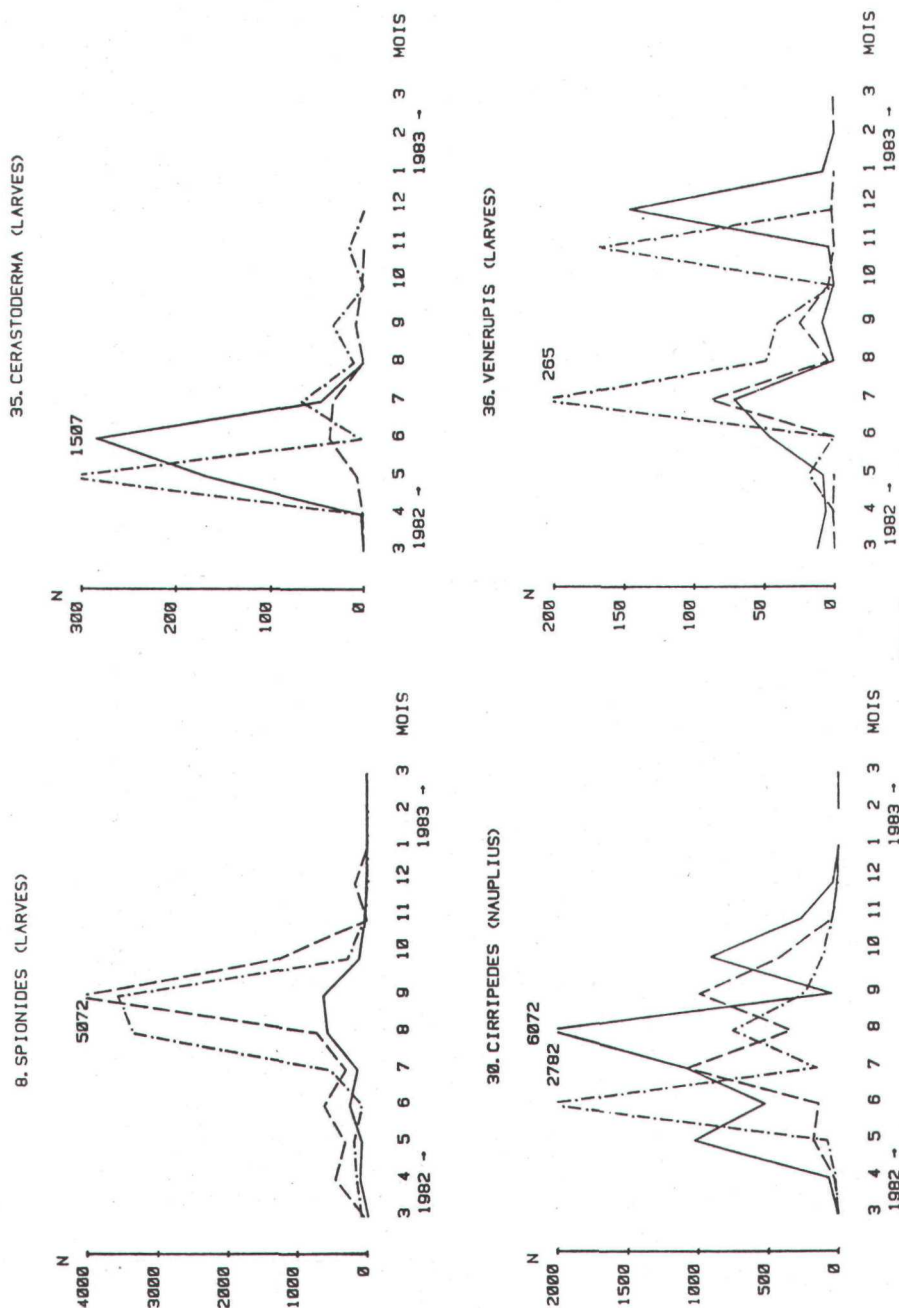 8. SPIONIDES (LARVES)
N
4000
3000
2000
1000
0
5072
3 4 5 6 7 8 9 10 11 12 1 2 3 MOIS
1982 → 1983 →
35. CERASTODERMA (LARVES)
N
300
200
100
0
1507
3 4 5 6 7 8 9 10 11 12 1 2 3 MOIS
1982 → 1983 →
30. CIRRIPEDES (NAUPLIUS)
N
2000
1500
1000
500
0
6072
2782
3 4 5 6 7 8 9 10 11 12 1 2 3 MOIS
1982 → 1983 →
36. VENERUPIS (LARVES)
N
200
150
100
50
0
265
3 4 5 6 7 8 9 10 11 12 1 2 3 MOIS
1982 → 1983 →